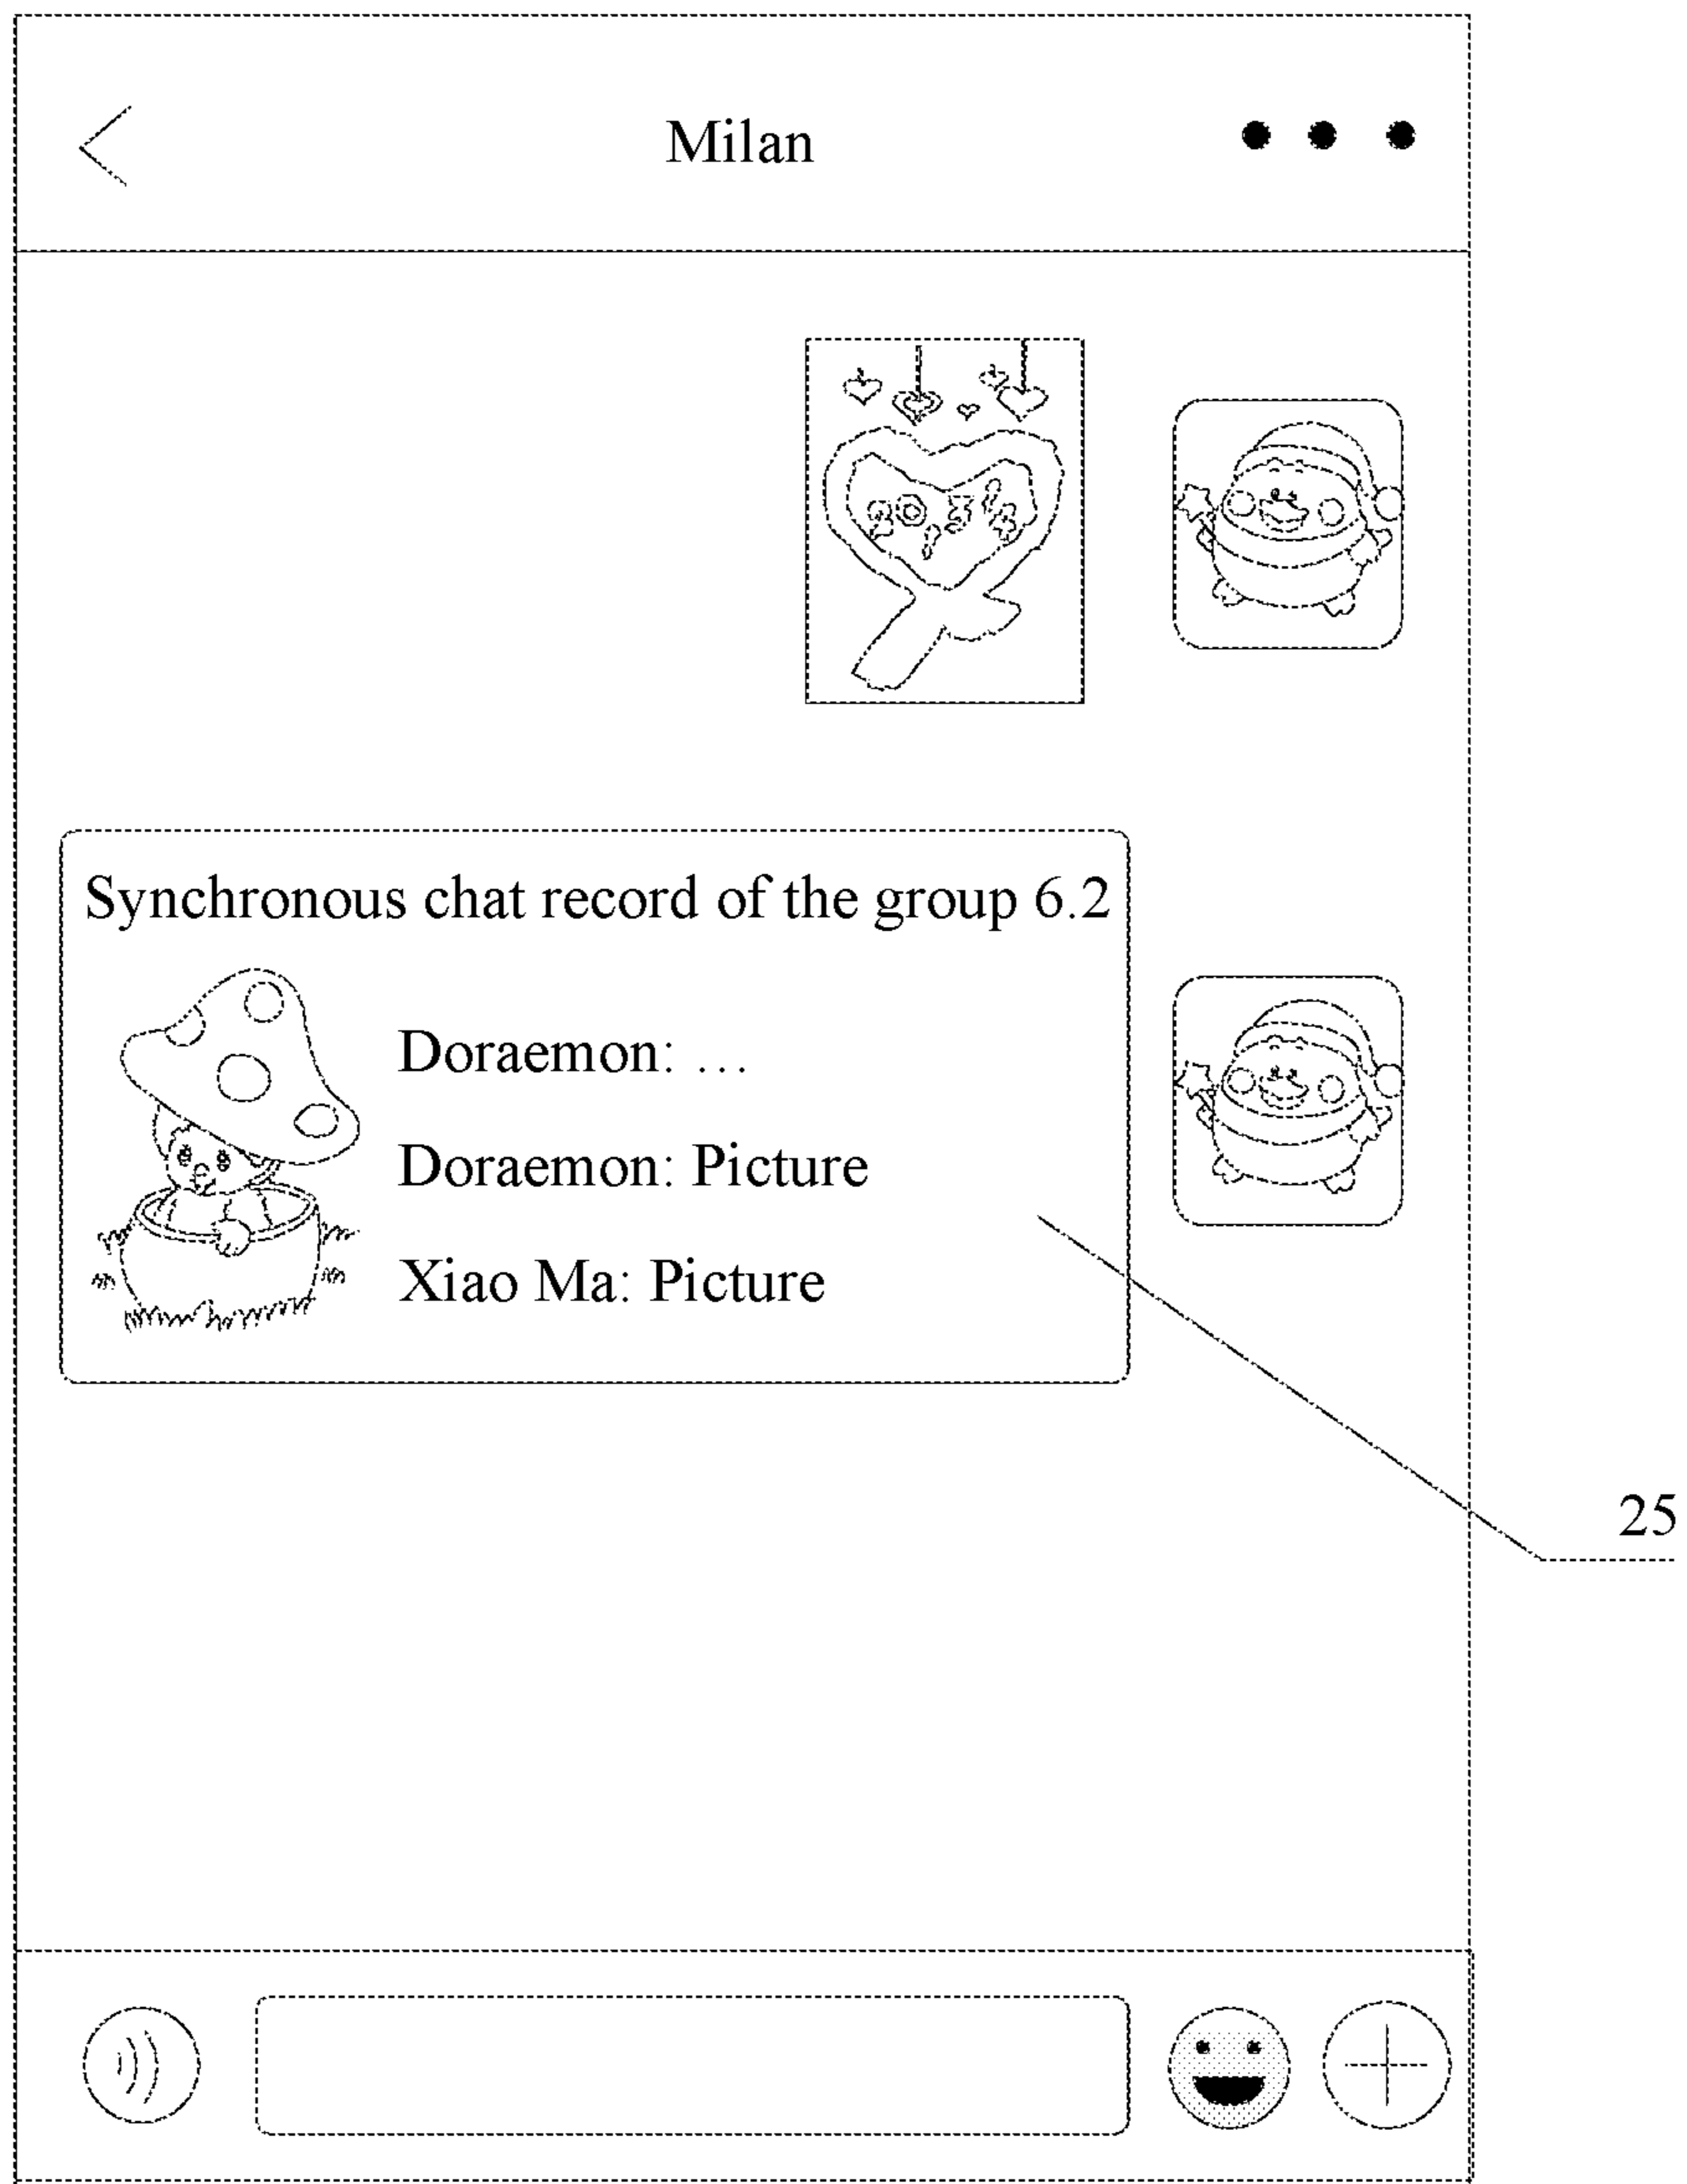 Milan
Synchronous chat record of the group 6.2
Doraemon: …
Doraemon: Picture
Xiao Ma: Picture
25